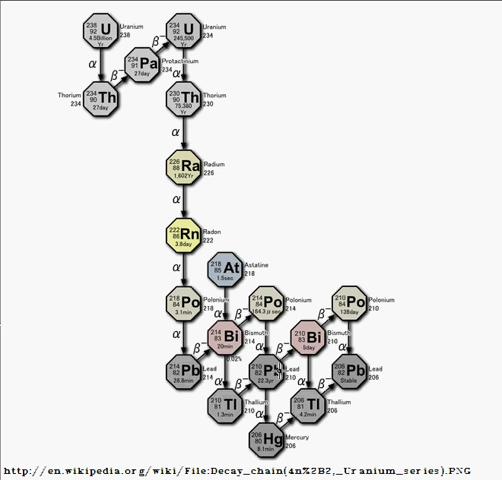 238 92 U 4.5Billion Yr Uranium 238
234 92 U 245,500 Yr Uranium 234
β−
234 91 Pa 27day Protactinium 234
α
β−
α
234 90 Th 27day Thorium 234
230 90 Th 75,380 Yr Thorium 230
α
226 88 Ra 1,602Yr Radium 226
α
222 86 Rn 3.8day Radon 222
α
218 85 At 1.5sec Astatine 218
α
218 84 Po 3.1min Polonium 218
214 84 Po 164.3 μ sec Polonium 214
210 84 Po 138day Polonium 210
α
β−
α
β−
α
214 83 Bi 20min Bismuth 214
210 83 Bi 5day Bismuth 210
0.02%
214 82 Pb 26.8min Lead 214
210 82 22.3yr Lead 210
206 82 Pb Stable Lead 206
α
β−
α
β−
210 81 Tl 1.3min Thallium 210
206 81 Tl 4.2min Thallium 206
β−
206 80 Hg 8.1min Mercury 206
http://en.wikipedia.org/wiki/File:Decay_chain(4n%2B2,_Uranium_series).PNG